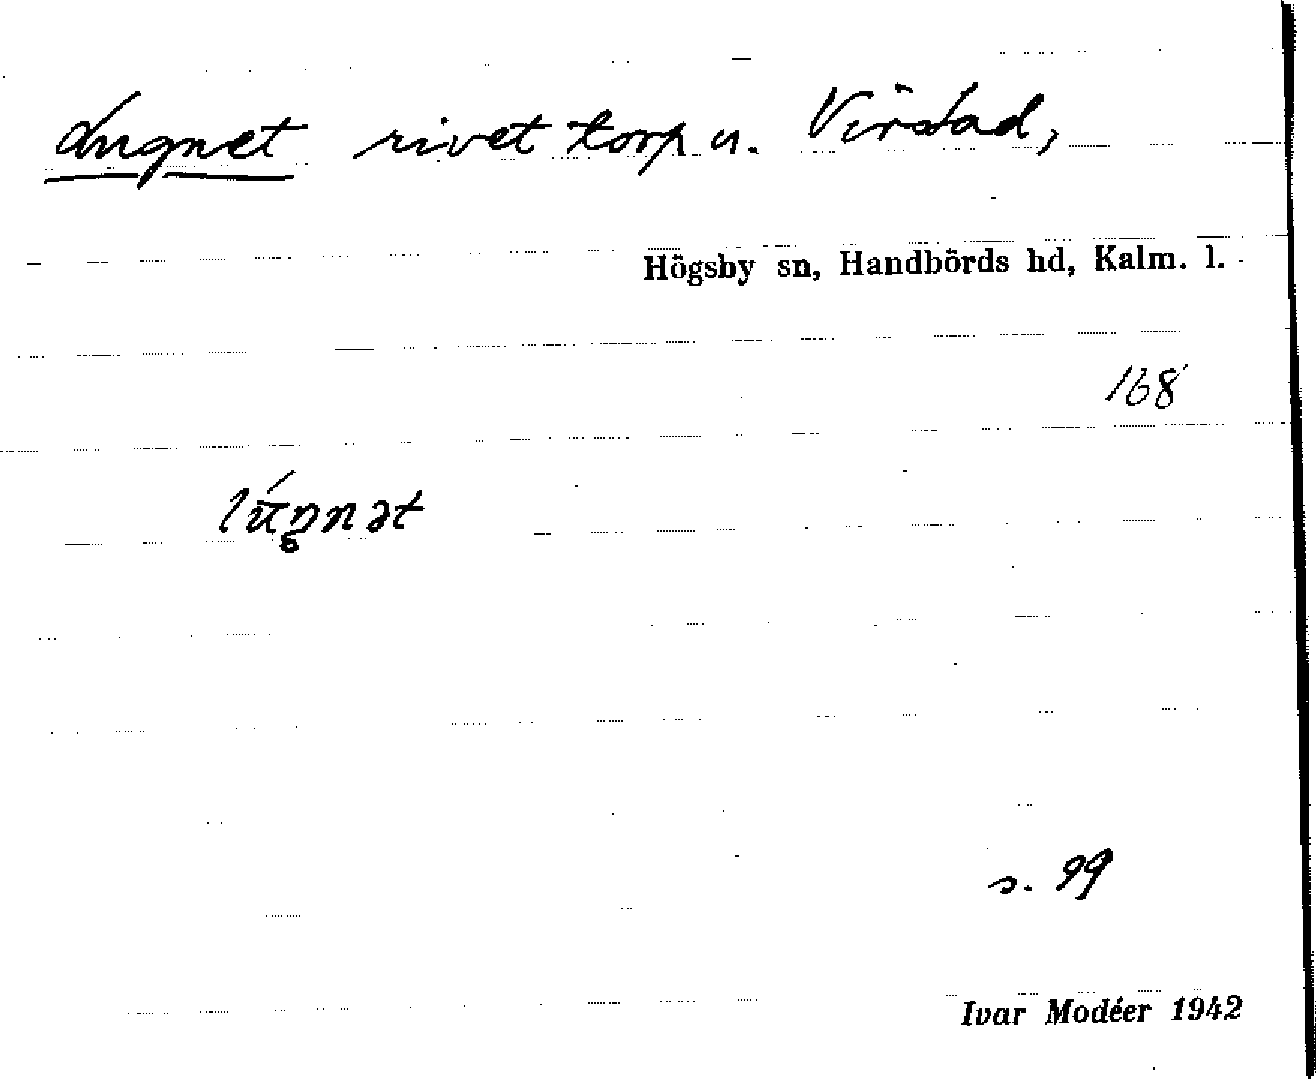 Lugnet rivet torp u. Virstad,
Högsby sn, Handbörds hd, Kalm. l.
168
s. 99
Ivar Modéer 1942